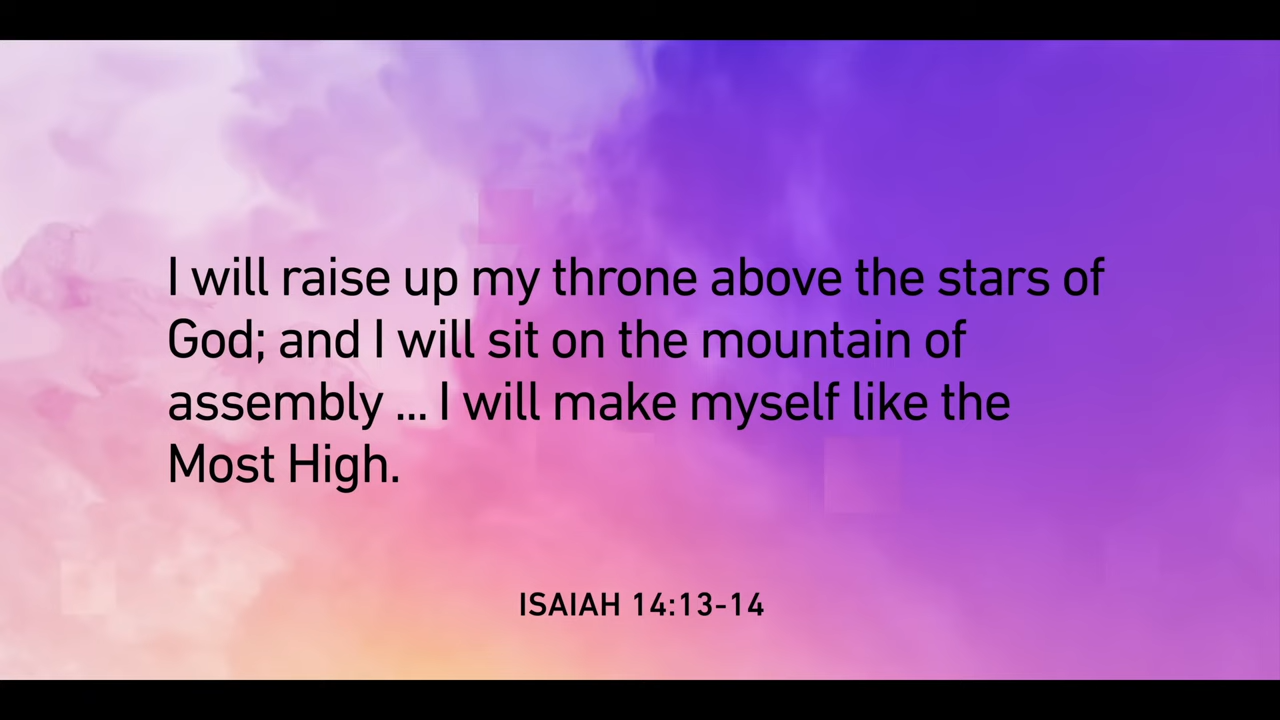 I will raise up my throne above the stars of
God; and I will sit on the mountain of
assembly ... I will make myself like the
Most High.
ISAIAH 14:13-14